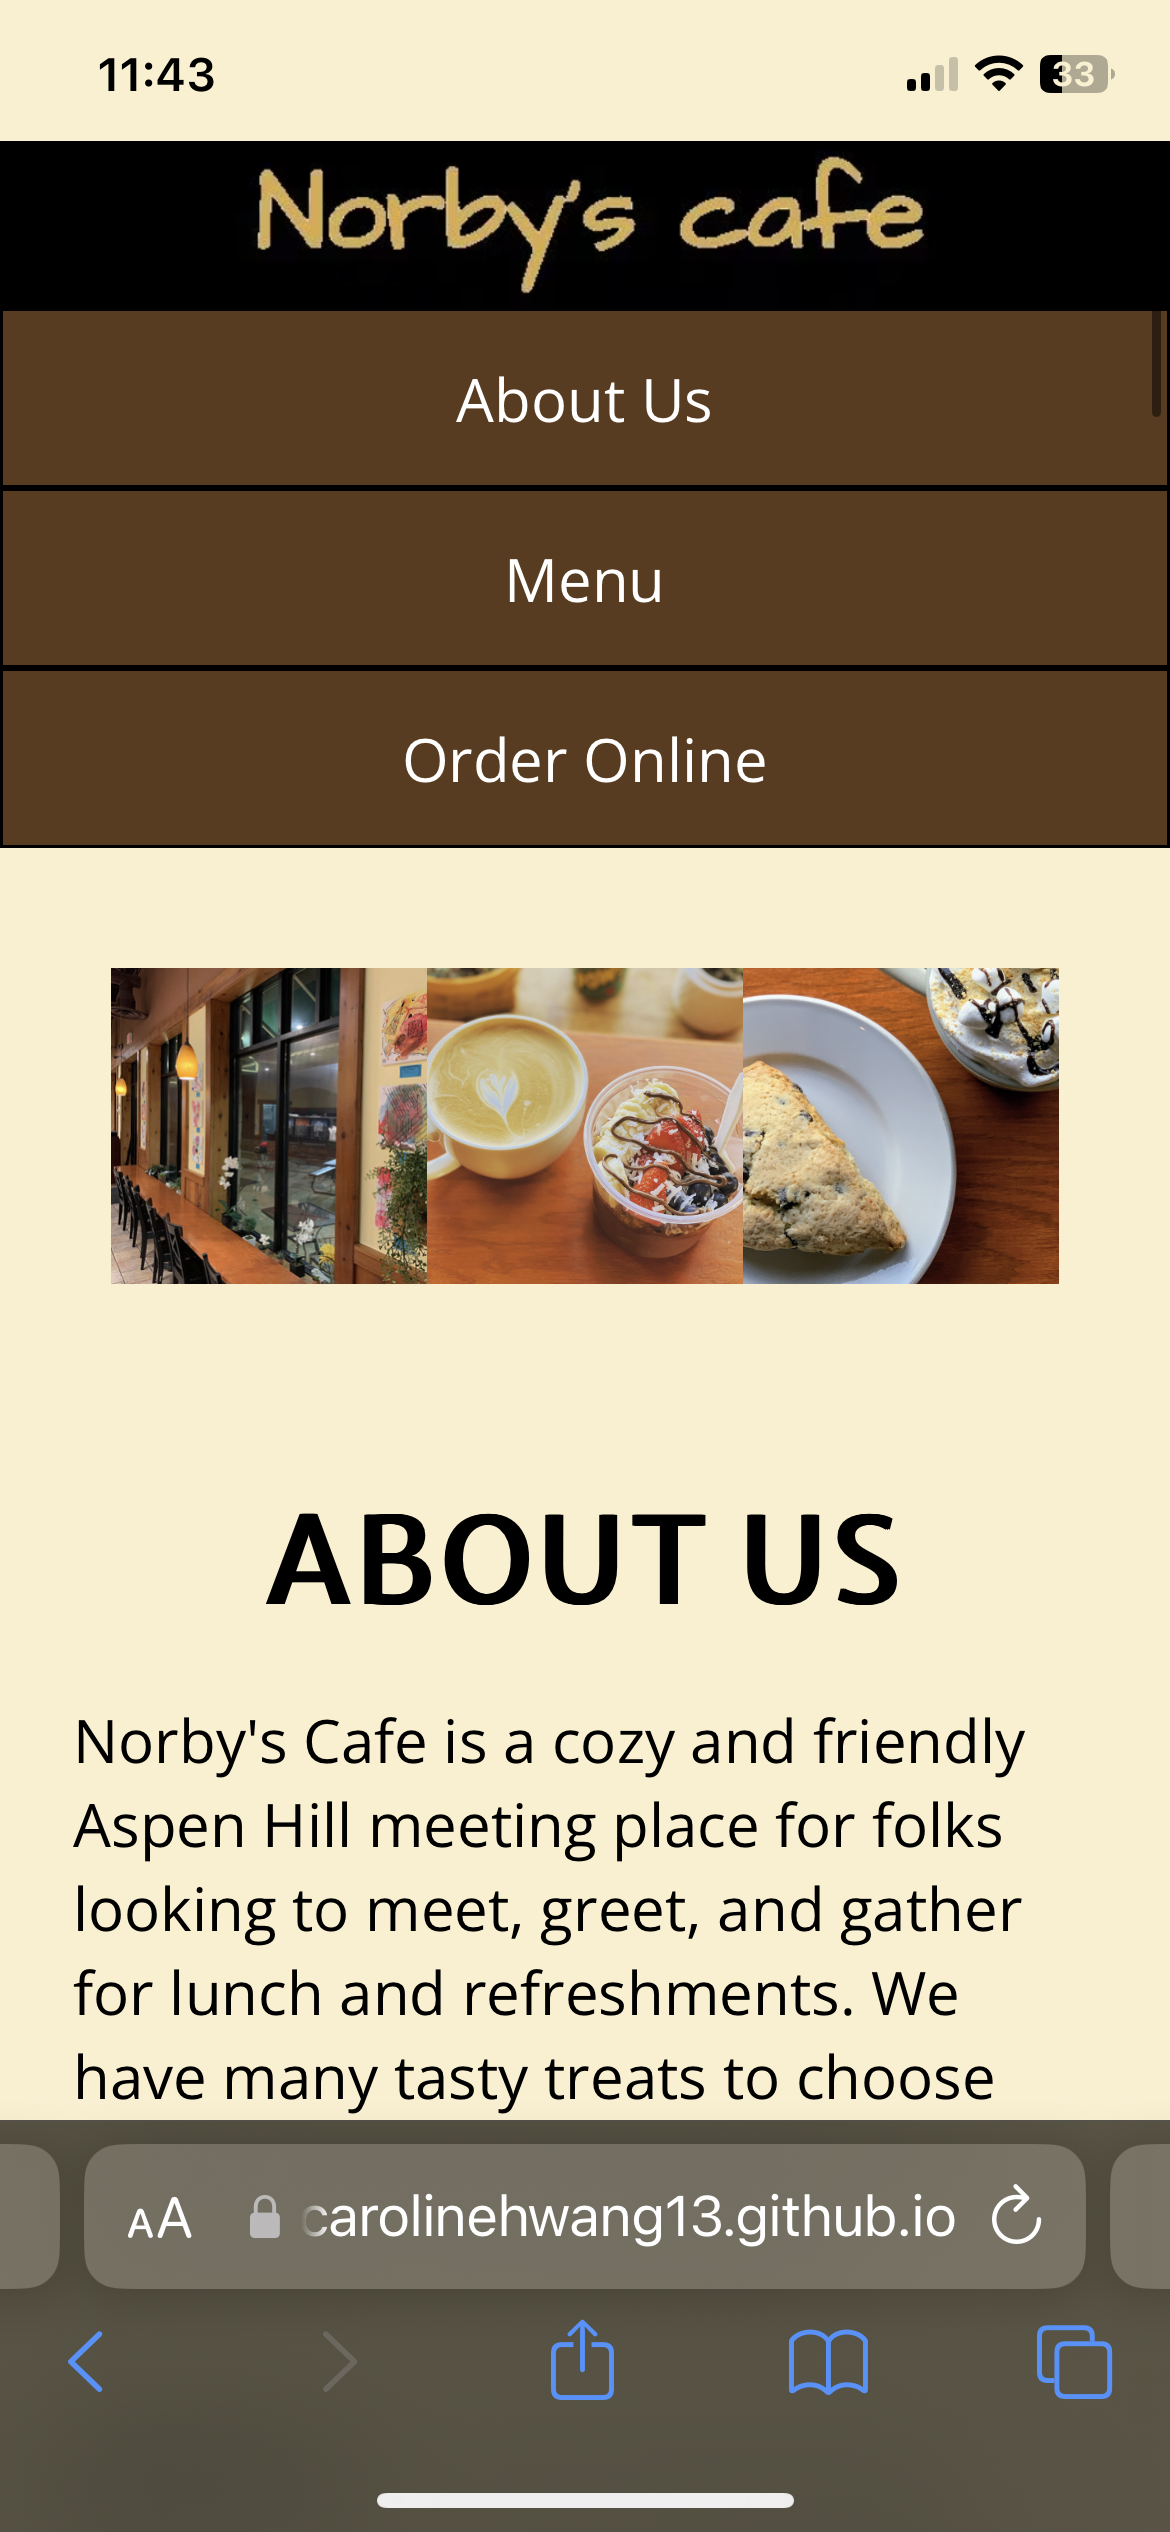 11:43
33
Norby's cafe
About Us
Menu
Order Online
ABOUT US
Norby's Cafe is a cozy and friendly
Aspen Hill meeting place for folks
looking to meet, greet, and gather
for lunch and refreshments. We
have many tasty treats to choose
AA carolinehwang13.github.io